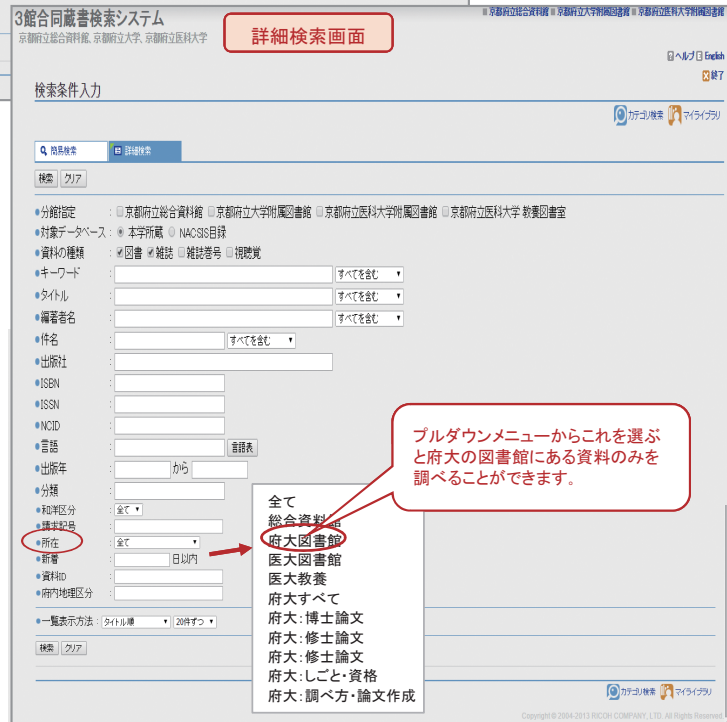 3館合同蔵書検索システム
京都府立総合資料館, 京都府立大学, 京都府立医科大学
詳細検索画面
京都府立総合資料館 京都府立大学附属図書館 京都府立医科大学附属図書館
ヘルプ English
終了
検索条件入力
カテゴリ検索 マイライブラリ
簡易検索 詳細検索
検索 クリア
分館指定 : 京都府立総合資料館 京都府立大学附属図書館 京都府立医科大学附属図書館 京都府立医科大学 教養図書室
対象データベース : 本学所蔵 NACSIS目録
資料の種類 : 図書 雑誌 雑誌巻号 視聴覚
キーワード : すべてを含む
タイトル : すべてを含む
編著者名 : すべてを含む
件名 : すべてを含む
出版社 :
ISBN :
ISSN :
NCID :
言語 : 言語表
出版年 : から
分類 :
和洋区分 : 全て
請求記号 :
所在 : 全て
新着 : 日以内
資料ID :
府内地理区分 :
プルダウンメニューからこれを選ぶ
と府大の図書館にある資料のみを
調べることができます。
全て
総合資料館
府大図書館
医大図書館
医大教養
府大すべて
府大：博士論文
府大：修士論文
府大：修士論文
府大：しごと・資格
府大：調べ方・論文作成
一覧表示方法 : タイトル順 20件ずつ
検索 クリア
カテゴリ検索 マイライブラリ
Copyright© 2004-2013 RICOH COMPANY, LTD. All Rights Reserved.